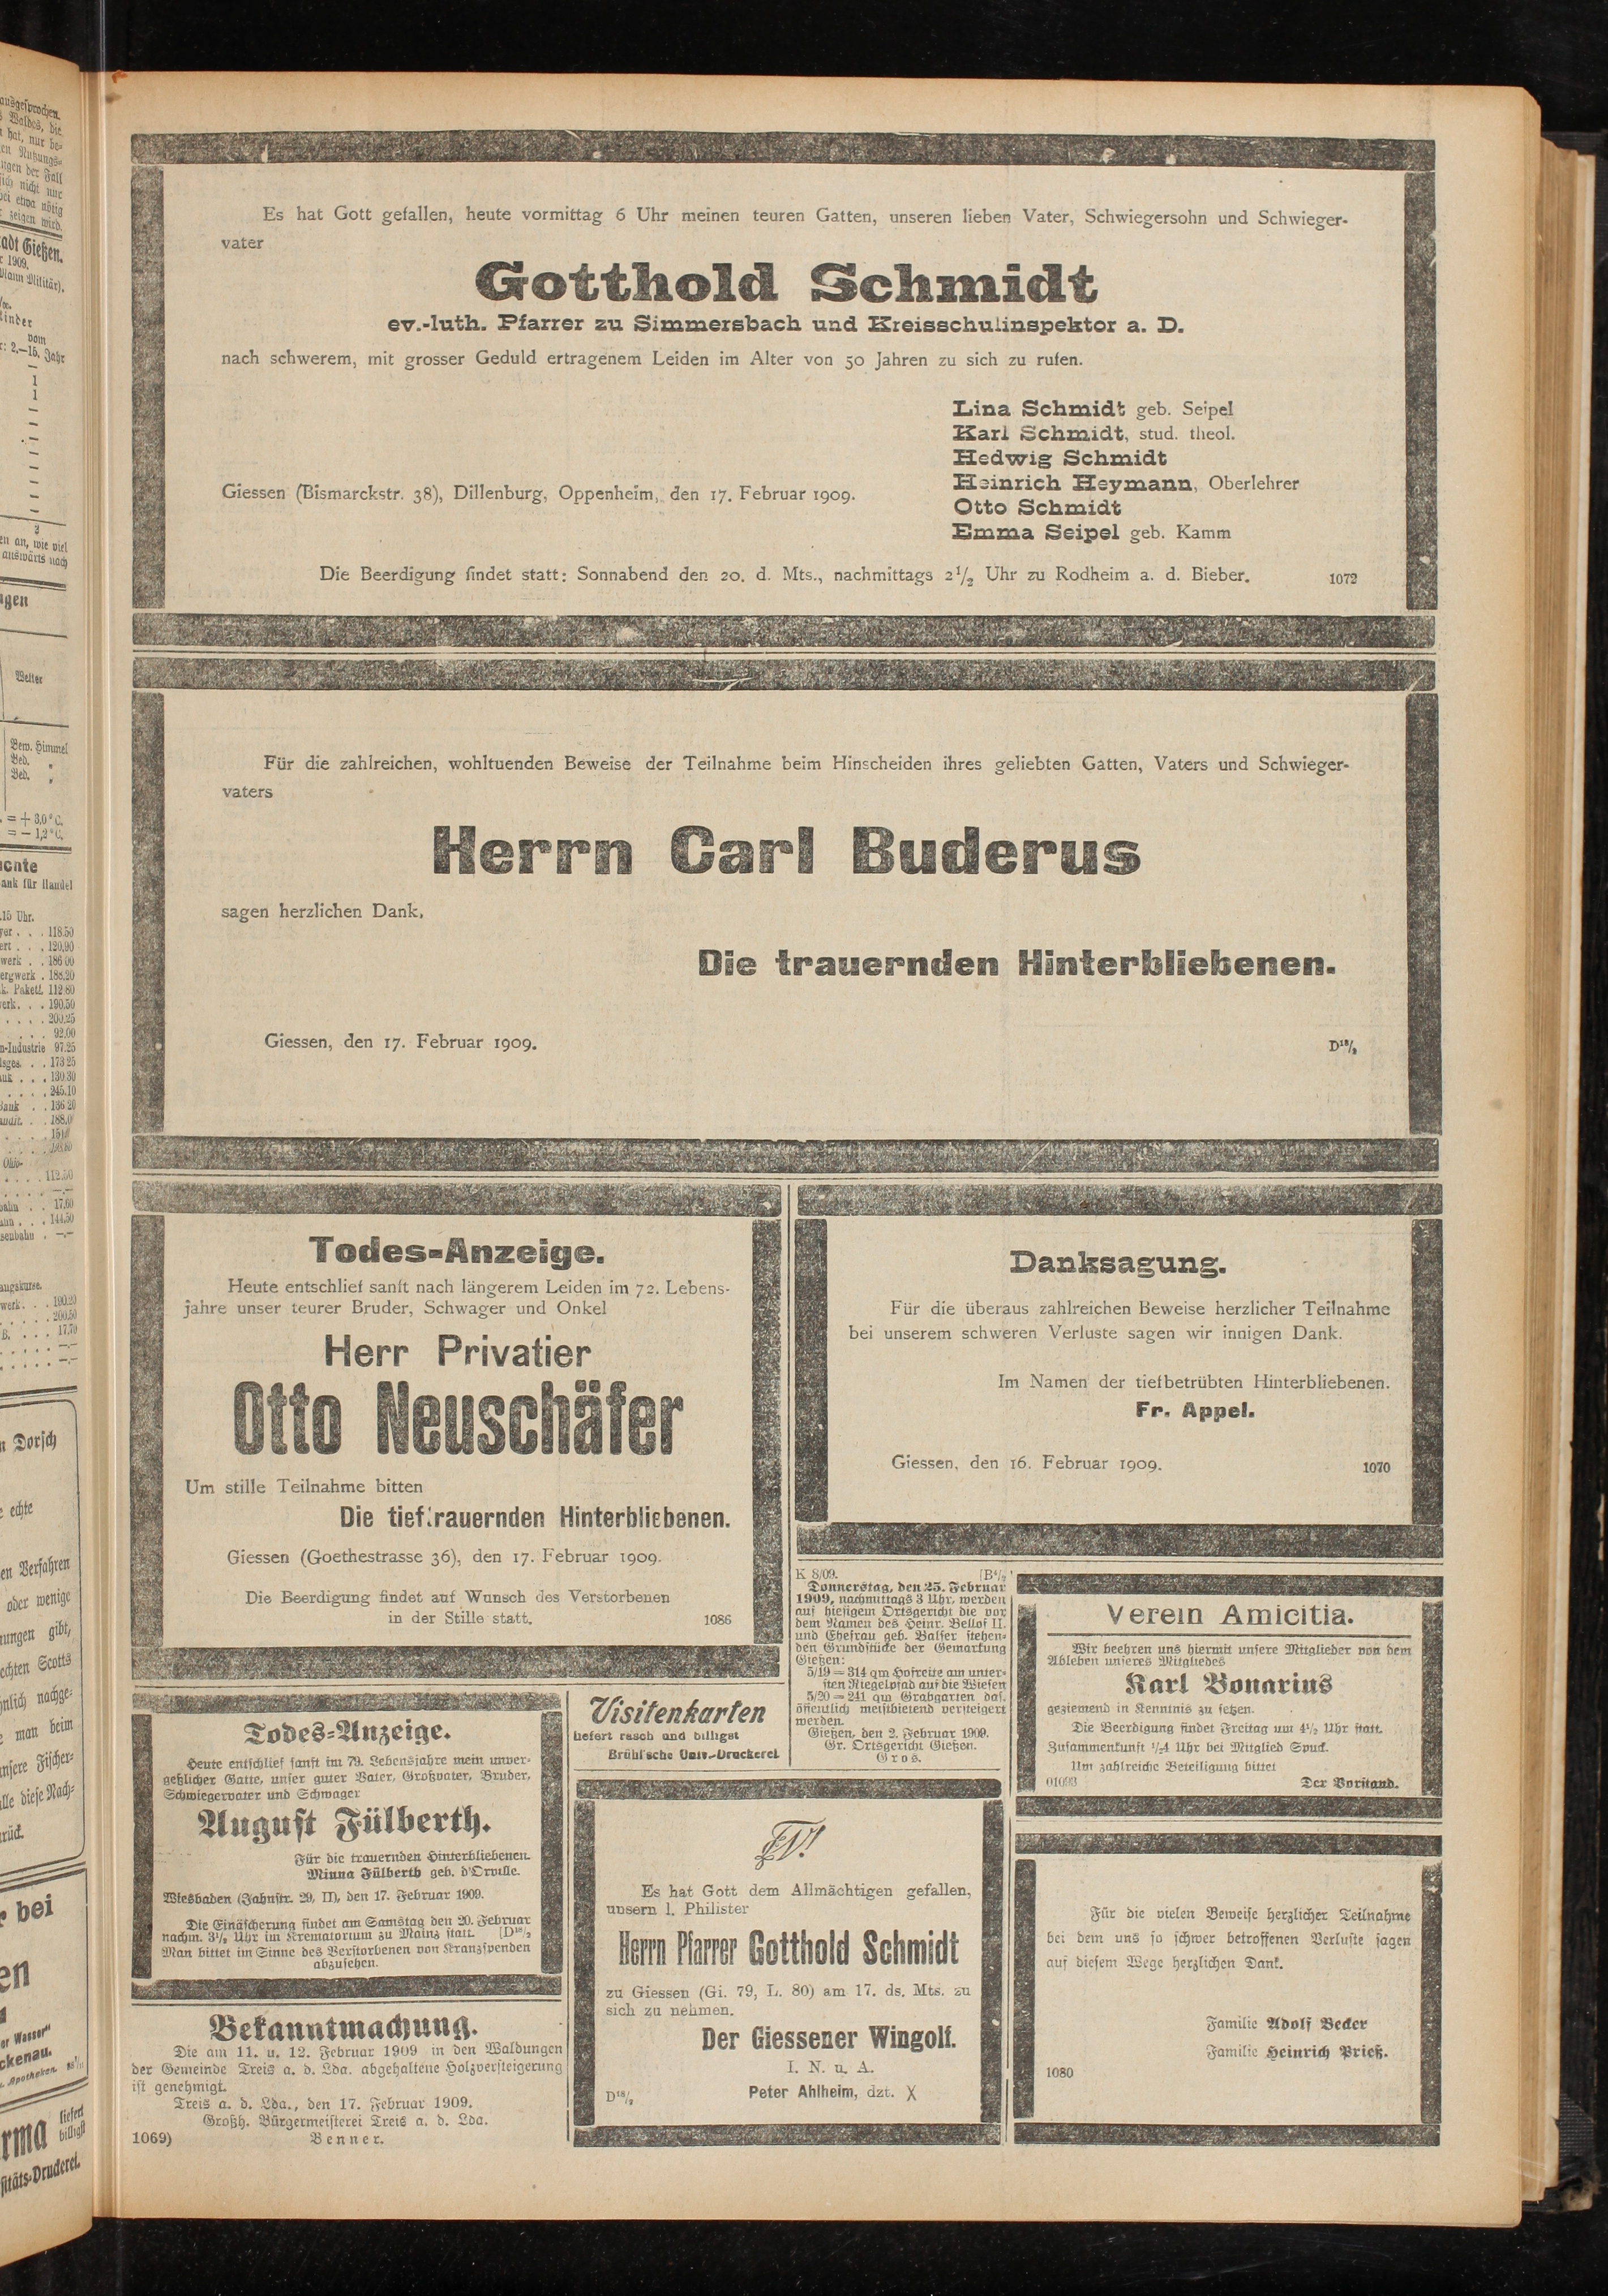 Es hat Gott gefallen, heute vormittag 6 Uhr meinen teuren Gatten, unseren lieben Vater, Schwiegersohn und Schwieger-
vater
Gotthold Schmidt
ev.-luth. Pfarrer zu Simmersbach und Kreisschulinspektor a. D.
nach schwerem, mit grosser Geduld ertragenem Leiden im Alter von 50 Jahren zu sich zu rufen.
Lina Schmidt geb. Seipel
Karl Schmidt, stud. theol.
Hedwig Schmidt
Heinrich Heymann, Oberlehrer
Otto Schmidt
Emma Seipel geb. Kamm
Giessen (Bismarckstr. 38), Dillenburg, Oppenheim, den 17. Februar 1909.
Die Beerdigung findet statt: Sonnabend den 20. d. Mts., nachmittags 2½ Uhr zu Rodheim a. d. Bieber. 1072
Für die zahlreichen, wohltuenden Beweise der Teilnahme beim Hinscheiden ihres geliebten Gatten, Vaters und Schwieger-
vaters
Herrn Carl Buderus
sagen herzlichen Dank,
Die trauernden Hinterbliebenen.
Giessen, den 17. Februar 1909. D18/2
Todes-Anzeige.
Heute entschlief sanft nach längerem Leiden im 72. Lebens-
jahre unser teurer Bruder, Schwager und Onkel
Herr Privatier
Otto Neuschäfer
Um stille Teilnahme bitten
Die tieftrauernden Hinterbliebenen.
Giessen (Goethestrasse 36), den 17. Februar 1909.
Die Beerdigung findet auf Wunsch des Verstorbenen
in der Stille statt. 1086
Danksagung.
Für die überaus zahlreichen Beweise herzlicher Teilnahme
bei unserem schweren Verluste sagen wir innigen Dank.
Im Namen der tiefbetrübten Hinterbliebenen.
Fr. Appel.
Giessen, den 16. Februar 1909. 1070
Todes-Anzeige.
Heute entschlief sanft im 79. Lebensjahre mein unver-
geßlicher Gatte, unser guter Vater, Großvater, Bruder,
Schwiegervater und Schwager
August Fülberth.
Für die trauernden Hinterbliebenen
Minna Fülberth geb. d'Orville.
Wiesbaden (Jahnstr. 29, II), den 17. Februar 1909.
Die Einäscherung findet am Samstag den 20. Februar
nachm. 3½ Uhr im Krematorium zu Mainz statt. [D18/2
Man bittet im Sinne des Verstorbenen von Kranzspenden
abzusehen.
Bekanntmachung.
Die am 11. u. 12. Februar 1909 in den Waldungen
der Gemeinde Treis a. d. Lda. abgehaltene Holzversteigerung
ist genehmigt.
Treis a. d. Lda., den 17. Februar 1909.
Großh. Bürgermeisterei Treis a. d. Lda.
1069) Benner.
Visitenkarten
liefert rasch und billigst
Brühl'sche Univ.-Druckerei
K 8/09.
Donnerstag, den 25. Februar
1909, nachmittags 3 Uhr, werden
auf hiesigem Ortsgericht die vor
dem Namen des Heinr. Bellof II.
und Ehefrau geb. Balser stehen-
den Grundstücke der Gemarkung
Gießen:
5/19 = 314 qm Hofreite am unter-
sten Riegelpfad auf die Wiesen
5/20 = 241 qm Grabgarten das.
öffentlich meistbietend versteigert
werden.
Gießen, den 2. Februar 1909.
Gr. Ortsgericht Gießen.
Gros.
Es hat Gott dem Allmächtigen gefallen,
unsern l. Philister
Herrn Pfarrer Gotthold Schmidt
zu Giessen (Gi. 79, L. 80) am 17. ds. Mts. zu
sich zu nehmen.
Der Giessener Wingolf.
I. N. u. A.
D18/2 Peter Ahlheim, dzt. X
Verein Amicitia.
Wir beehren uns hiermit unsere Mitglieder von dem
Ableben unseres Mitgliedes
Karl Bonarius
geziemend in Kenntnis zu setzen.
Die Beerdigung findet Freitag um 4½ Uhr statt.
Zusammenkunft ½4 Uhr bei Mitglied Spuck.
Um zahlreiche Beteiligung bittet
01093 Der Vorstand.
Für die vielen Beweise herzlicher Teilnahme
bei dem uns so schwer betroffenen Verluste sagen
auf diesem Wege herzlichen Dank.
Familie Adolf Becker
Familie Heinrich Prieß.
1080